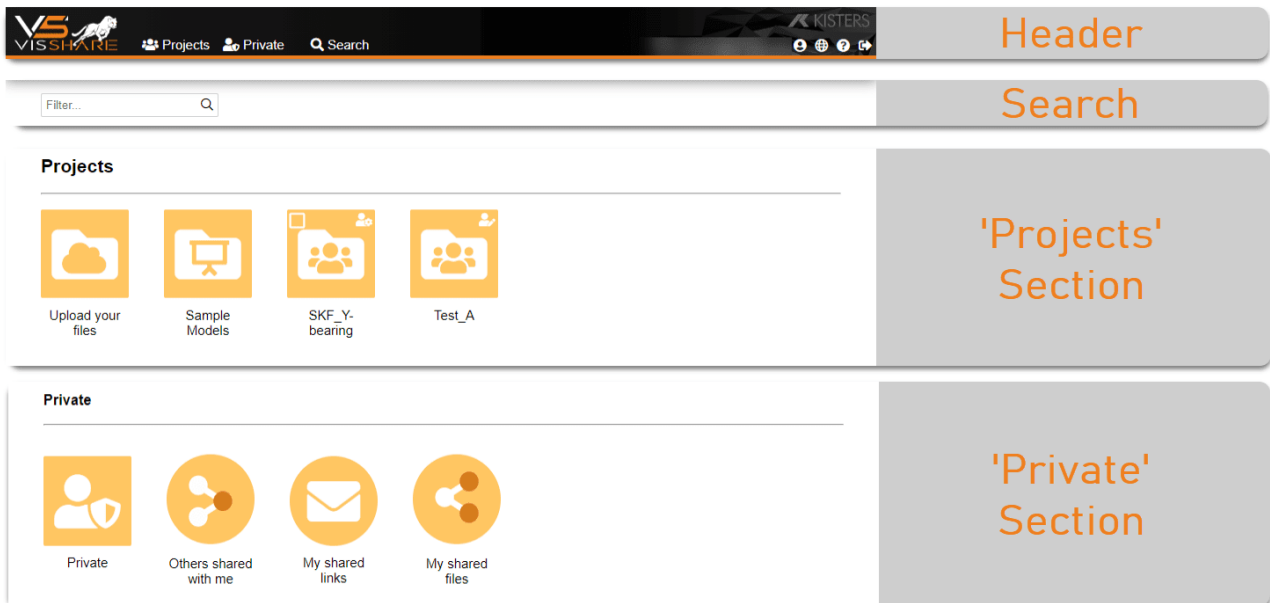 VS
VISSHARE
Projects Private Search
KISTERS
Header
Filter...
Search
Projects
Upload your
files
Sample
Models
SKF_Y-
bearing
Test_A
'Projects'
Section
Private
Private
Others shared
with me
My shared
links
My shared
files
'Private'
Section